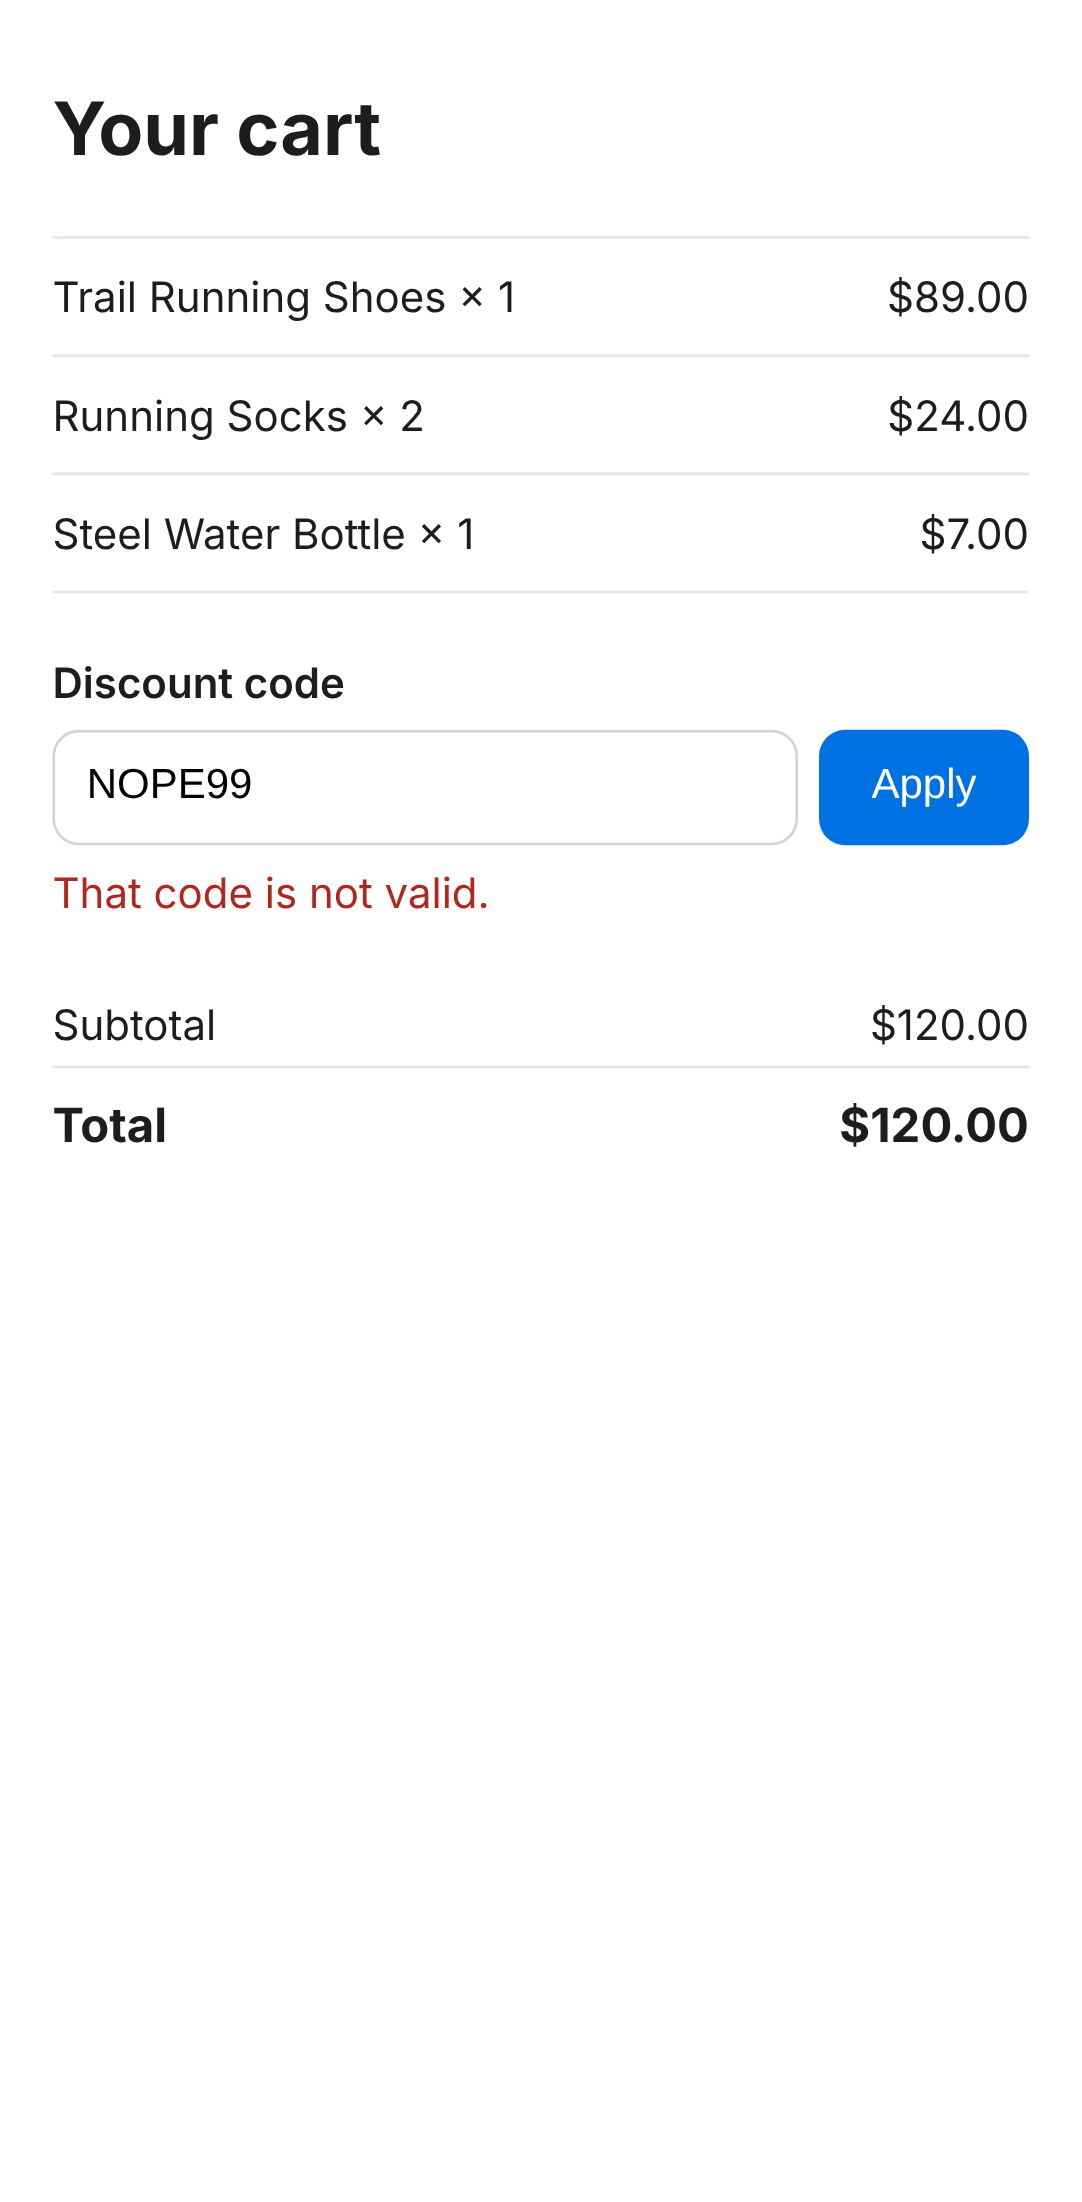 Your cart
Trail Running Shoes × 1 $89.00
Running Socks × 2 $24.00
Steel Water Bottle × 1 $7.00
Discount code
NOPE99 Apply
That code is not valid.
Subtotal $120.00
Total $120.00